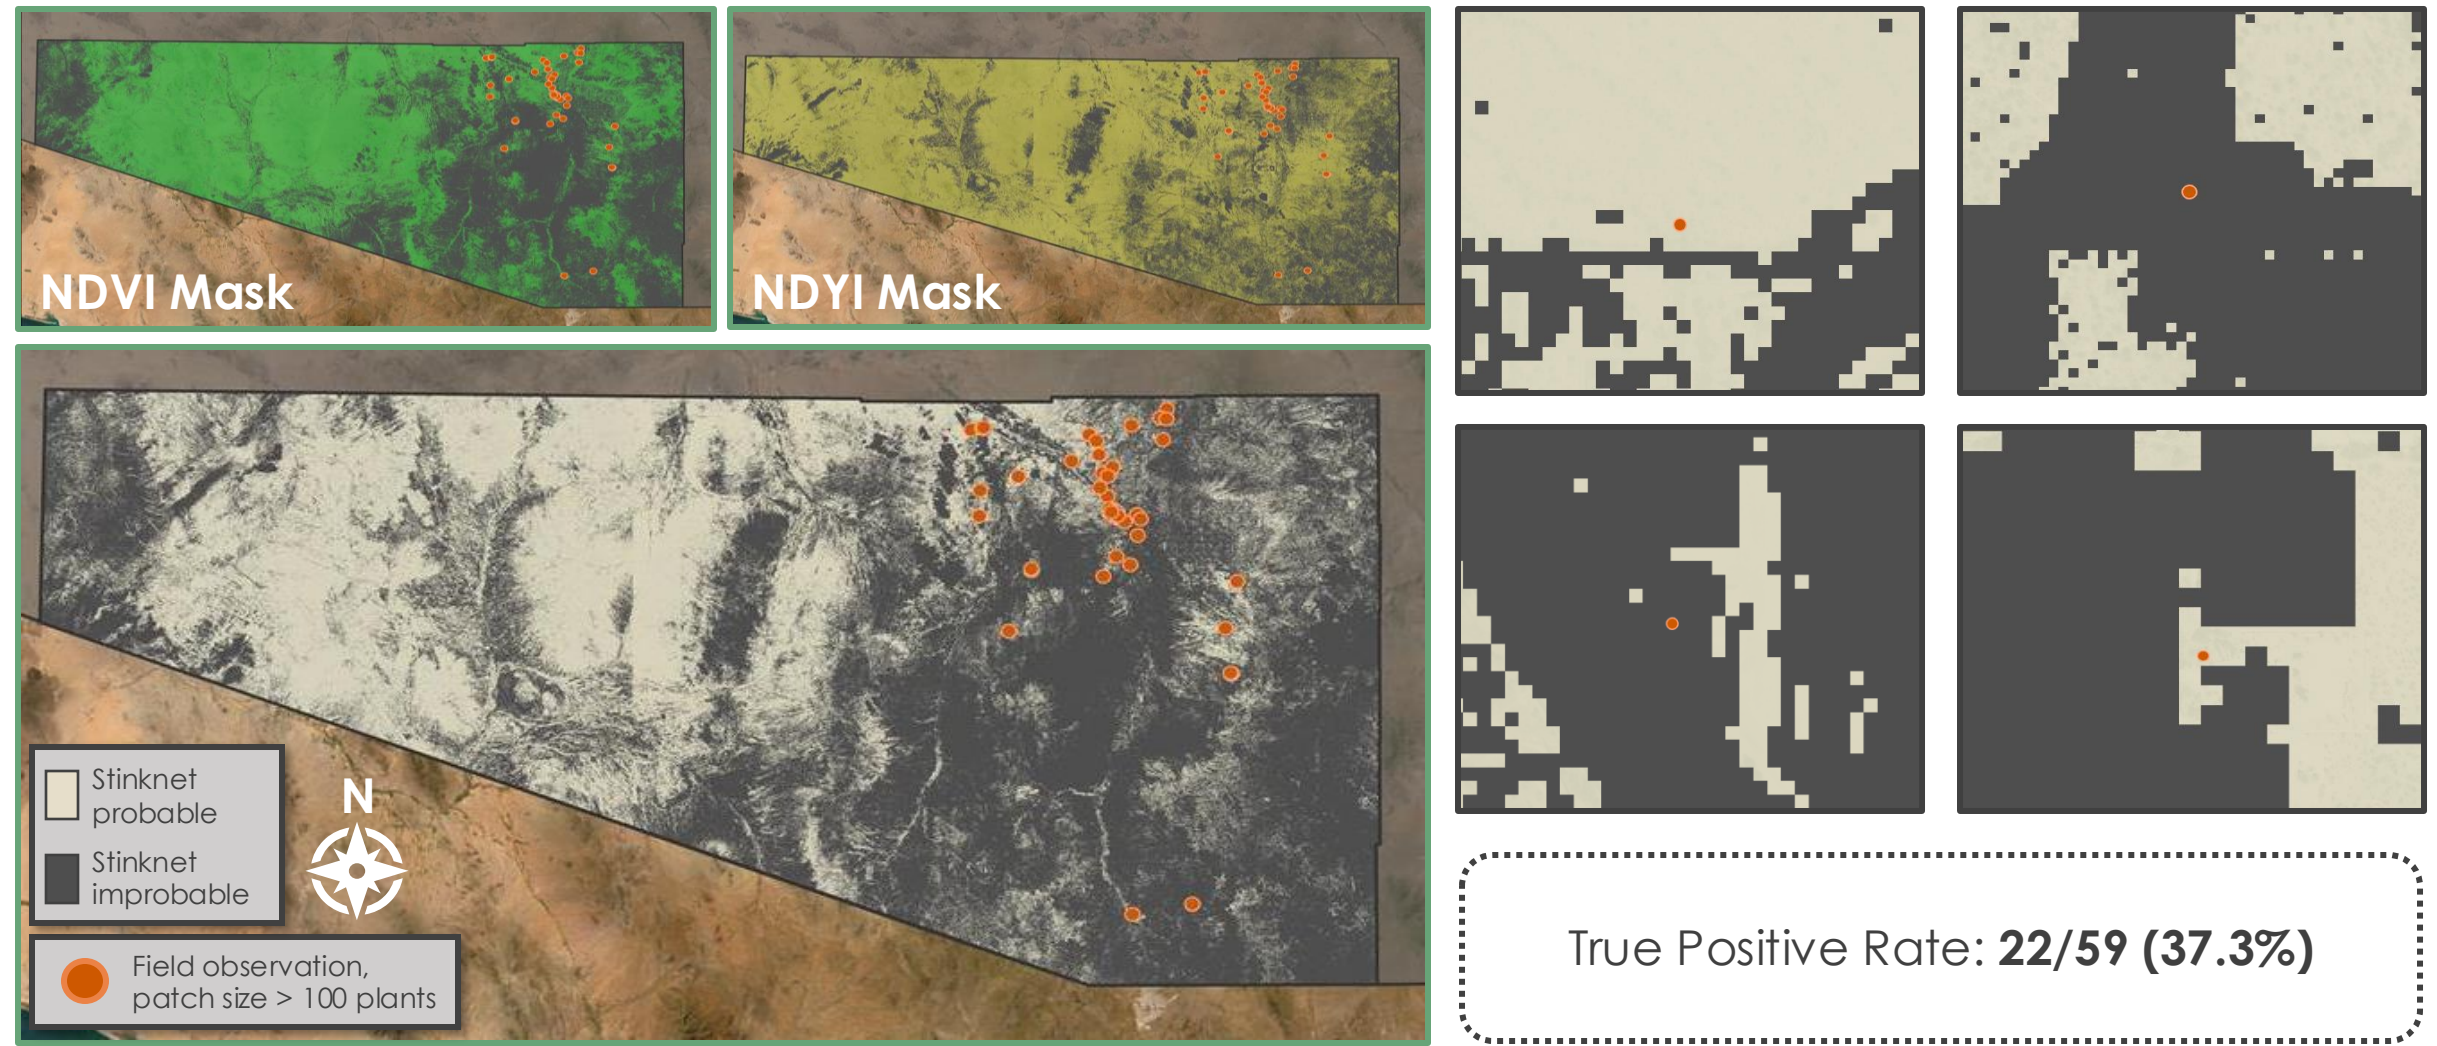 NDVI Mask
NDYI Mask
Stinknet
probable
Stinknet
improbable
N
Field observation,
patch size > 100 plants
True Positive Rate: 22/59 (37.3%)